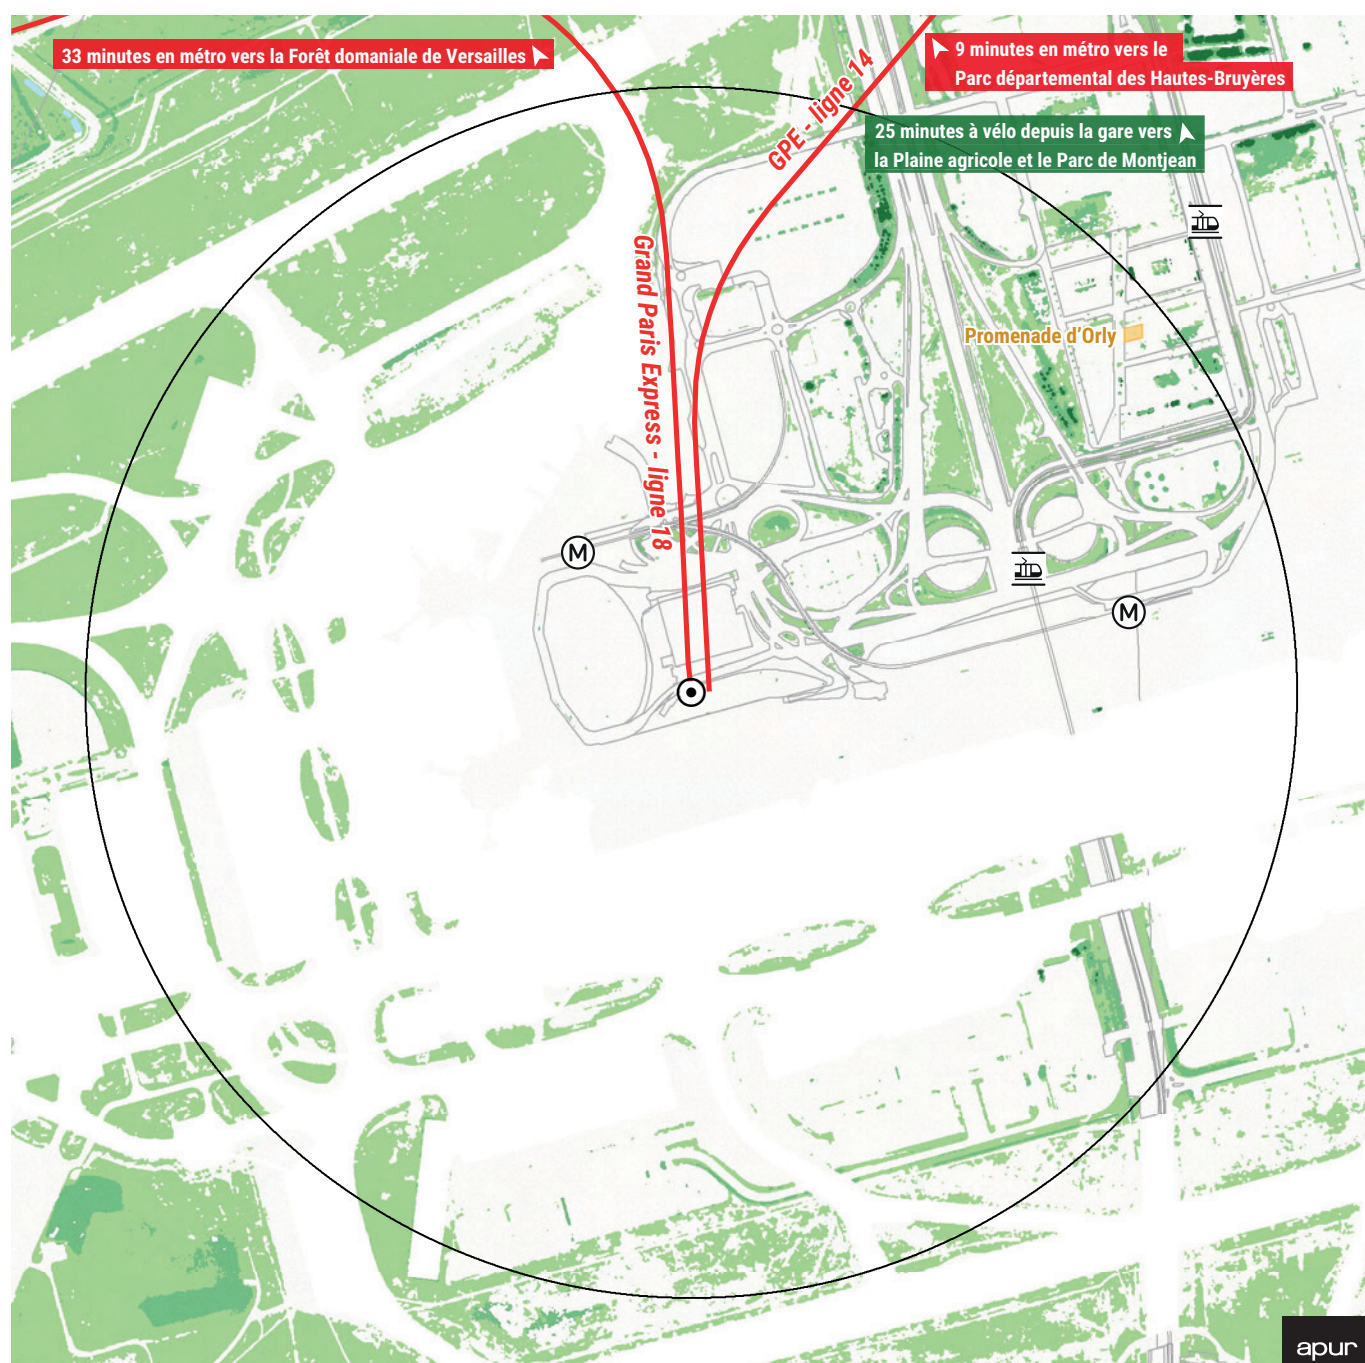 33 minutes en métro vers la Forêt domaniale de Versailles
9 minutes en métro vers le
Parc départemental des Hautes-Bruyères
GPE - ligne 14
25 minutes à vélo depuis la gare vers
la Plaine agricole et le Parc de Montjean
Grand Paris Express - ligne 18
Promenade d'Orly
M
M
apur